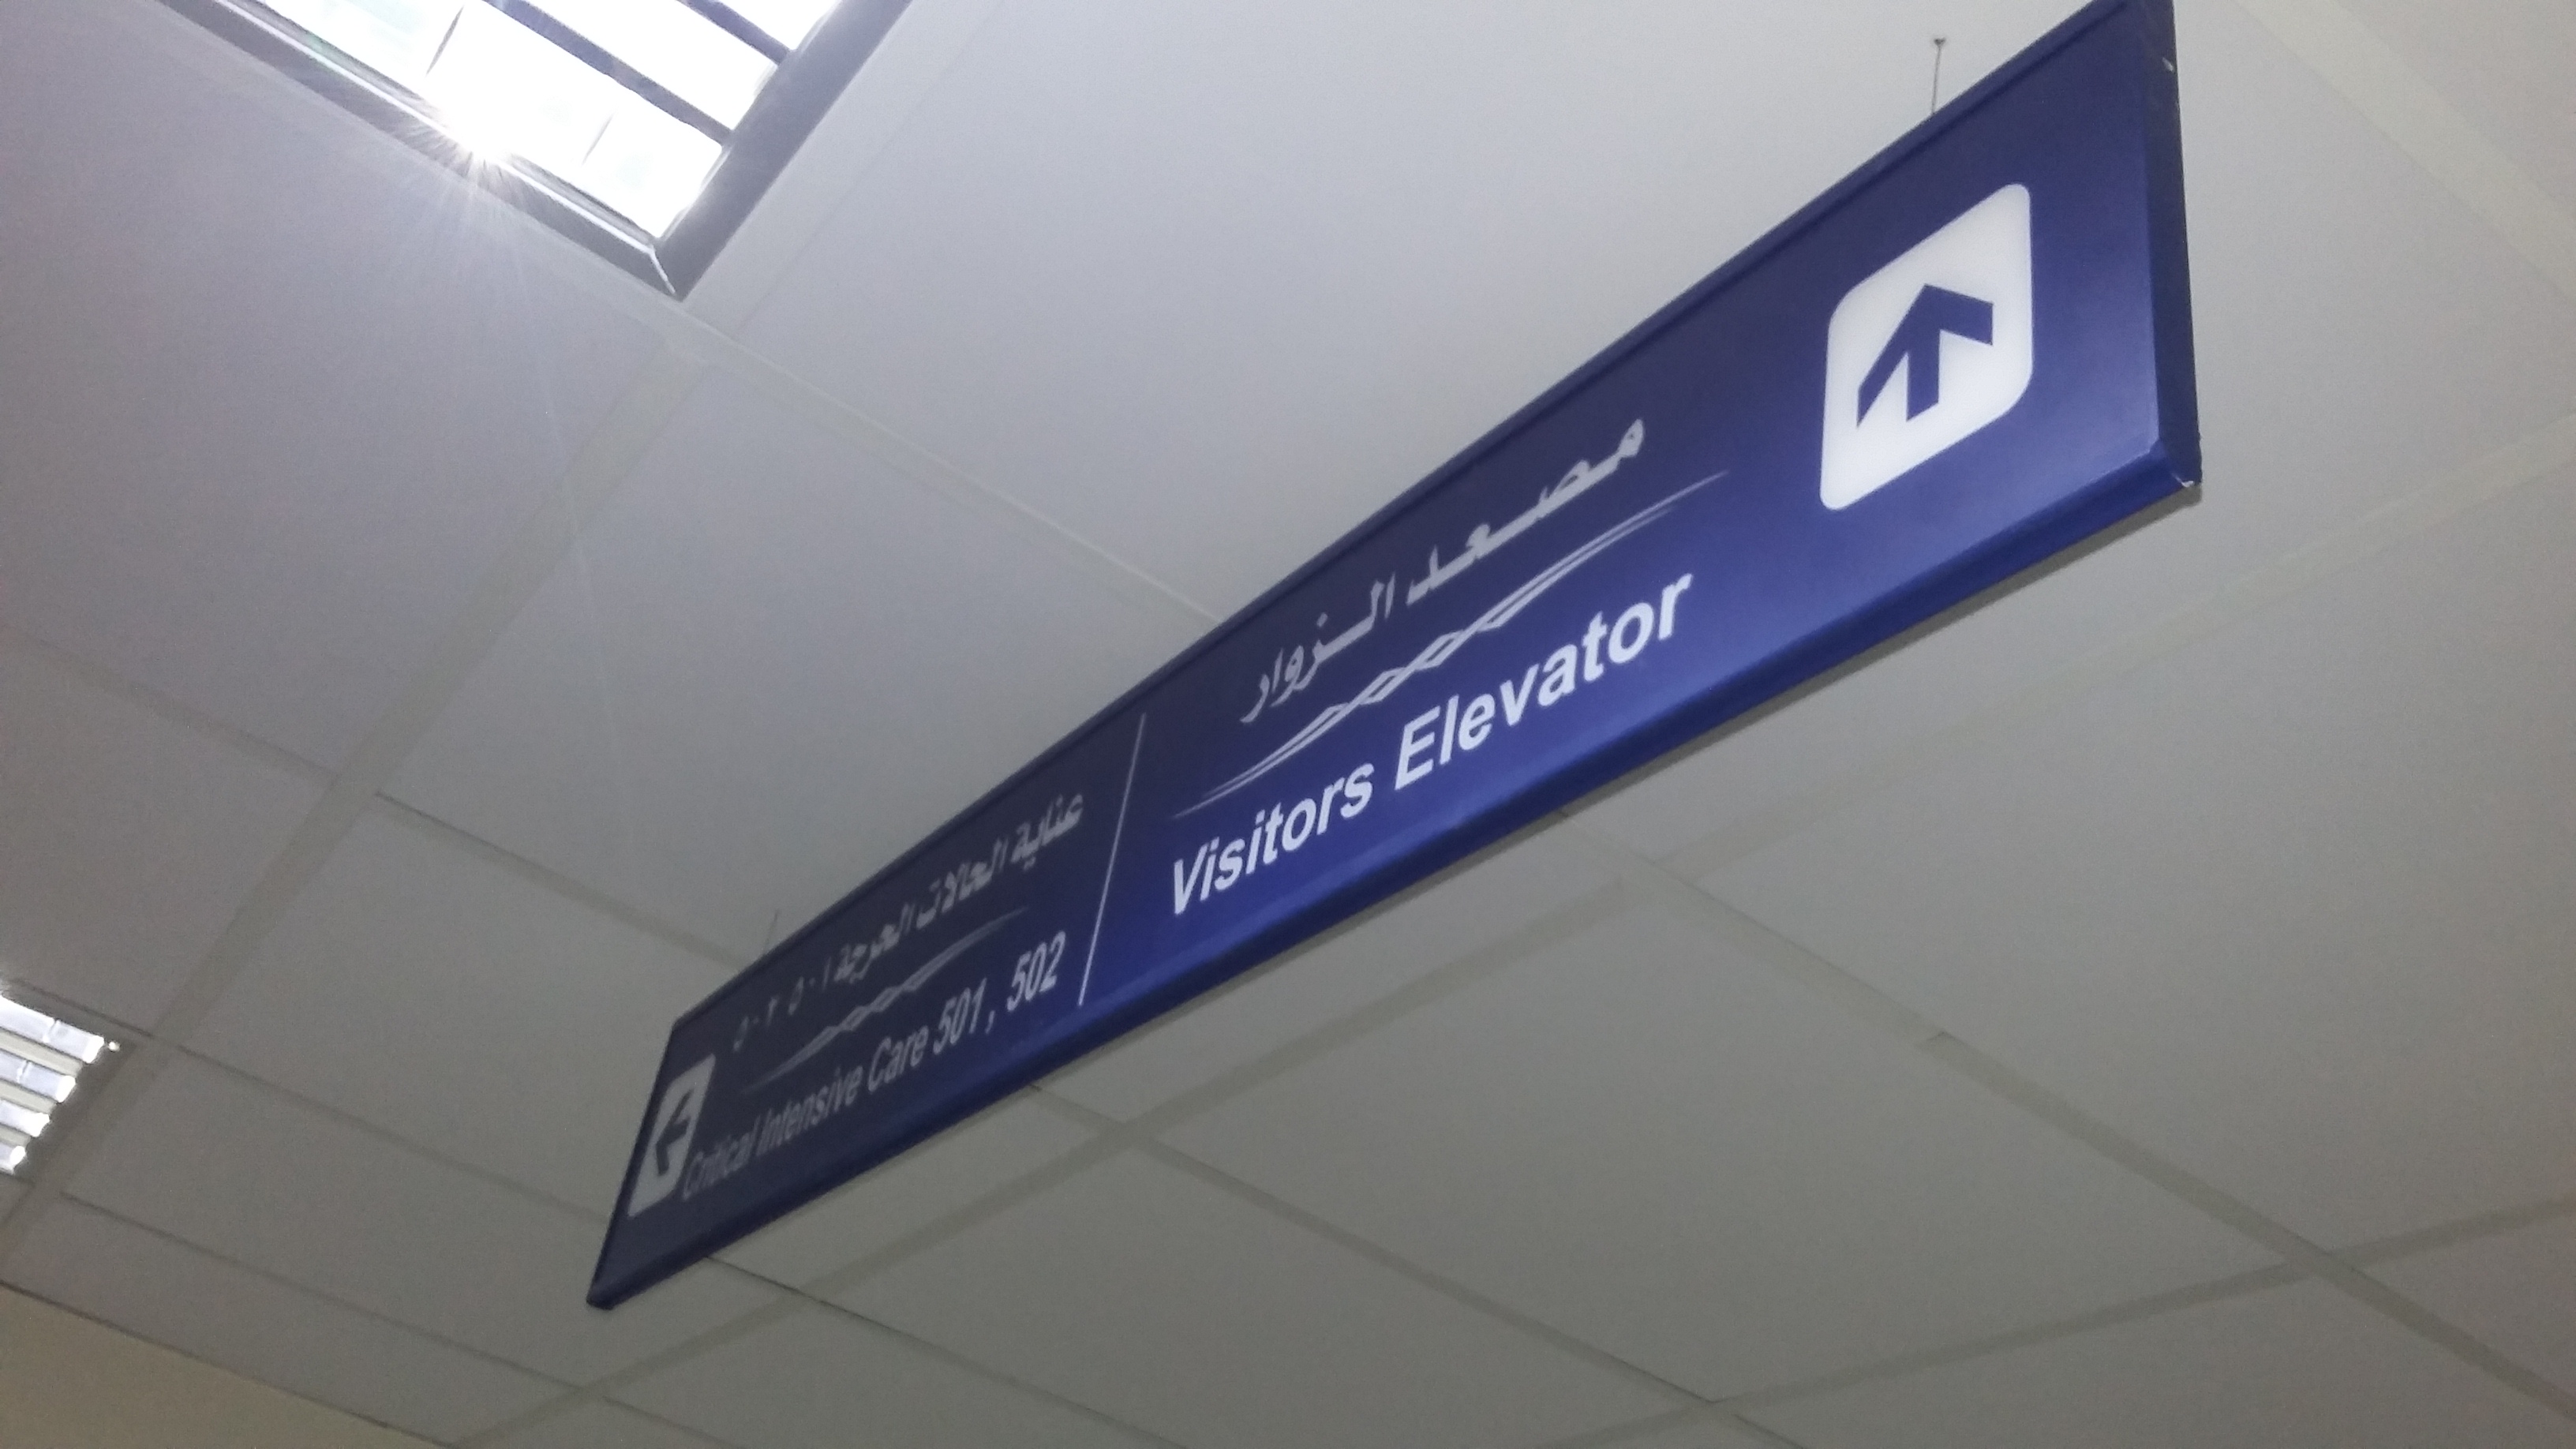 مصعد الزوار
Visitors Elevator
عناية الحالات الحرجة ٥٠١ ٥٠٢
Critical Intensive Care 501, 502